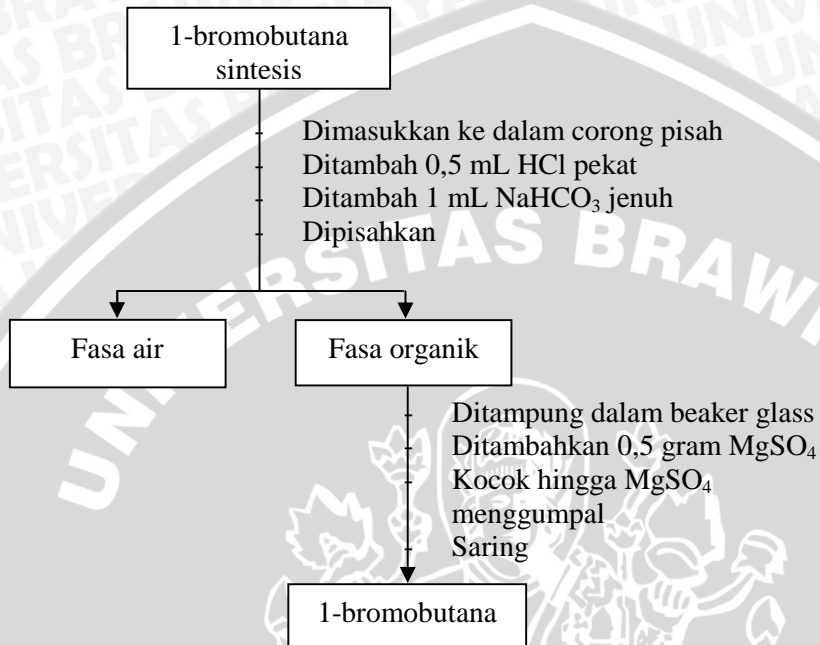 1-bromobutana
sintesis
Dimasukkan ke dalam corong pisah
Ditambah 0,5 mL HCl pekat
Ditambah 1 mL NaHCO₃ jenuh
Dipisahkan
UNIVERSITAS BRAWI
Fasa air
Fasa organik
Ditampung dalam beaker glass
Ditambahkan 0,5 gram MgSO₄
Kocok hingga MgSO₄
menggumpal
Saring
1-bromobutana